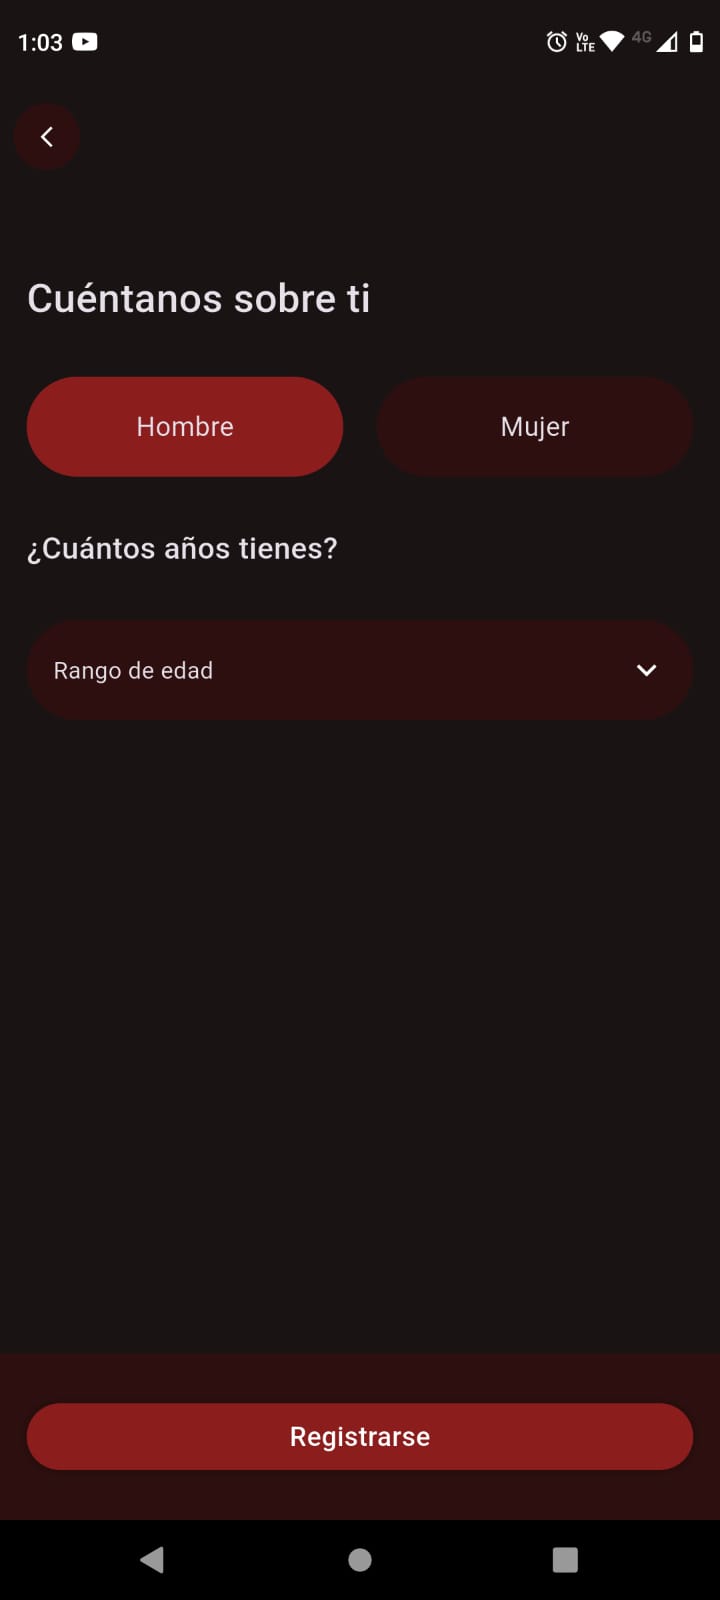 1:03
Vo
LTE
4G
Cuéntanos sobre ti
Hombre
Mujer
¿Cuántos años tienes?
Rango de edad
Registrarse